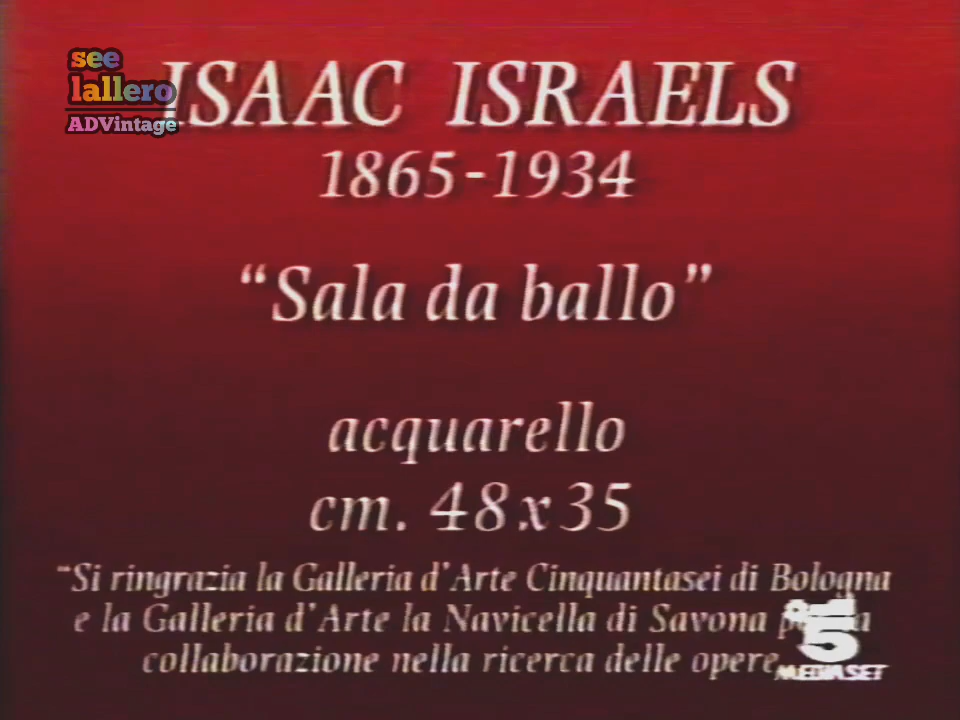 see
lallero
ADVintage
ISAAC ISRAELS
1865-1934
“Sala da ballo”
acquarello
cm. 48x35
“Si ringrazia la Galleria d'Arte Cinquantasei di Bologna
e la Galleria d'Arte la Navicella di Savona
collaborazione nella ricerca delle opere
5
MEDIASET